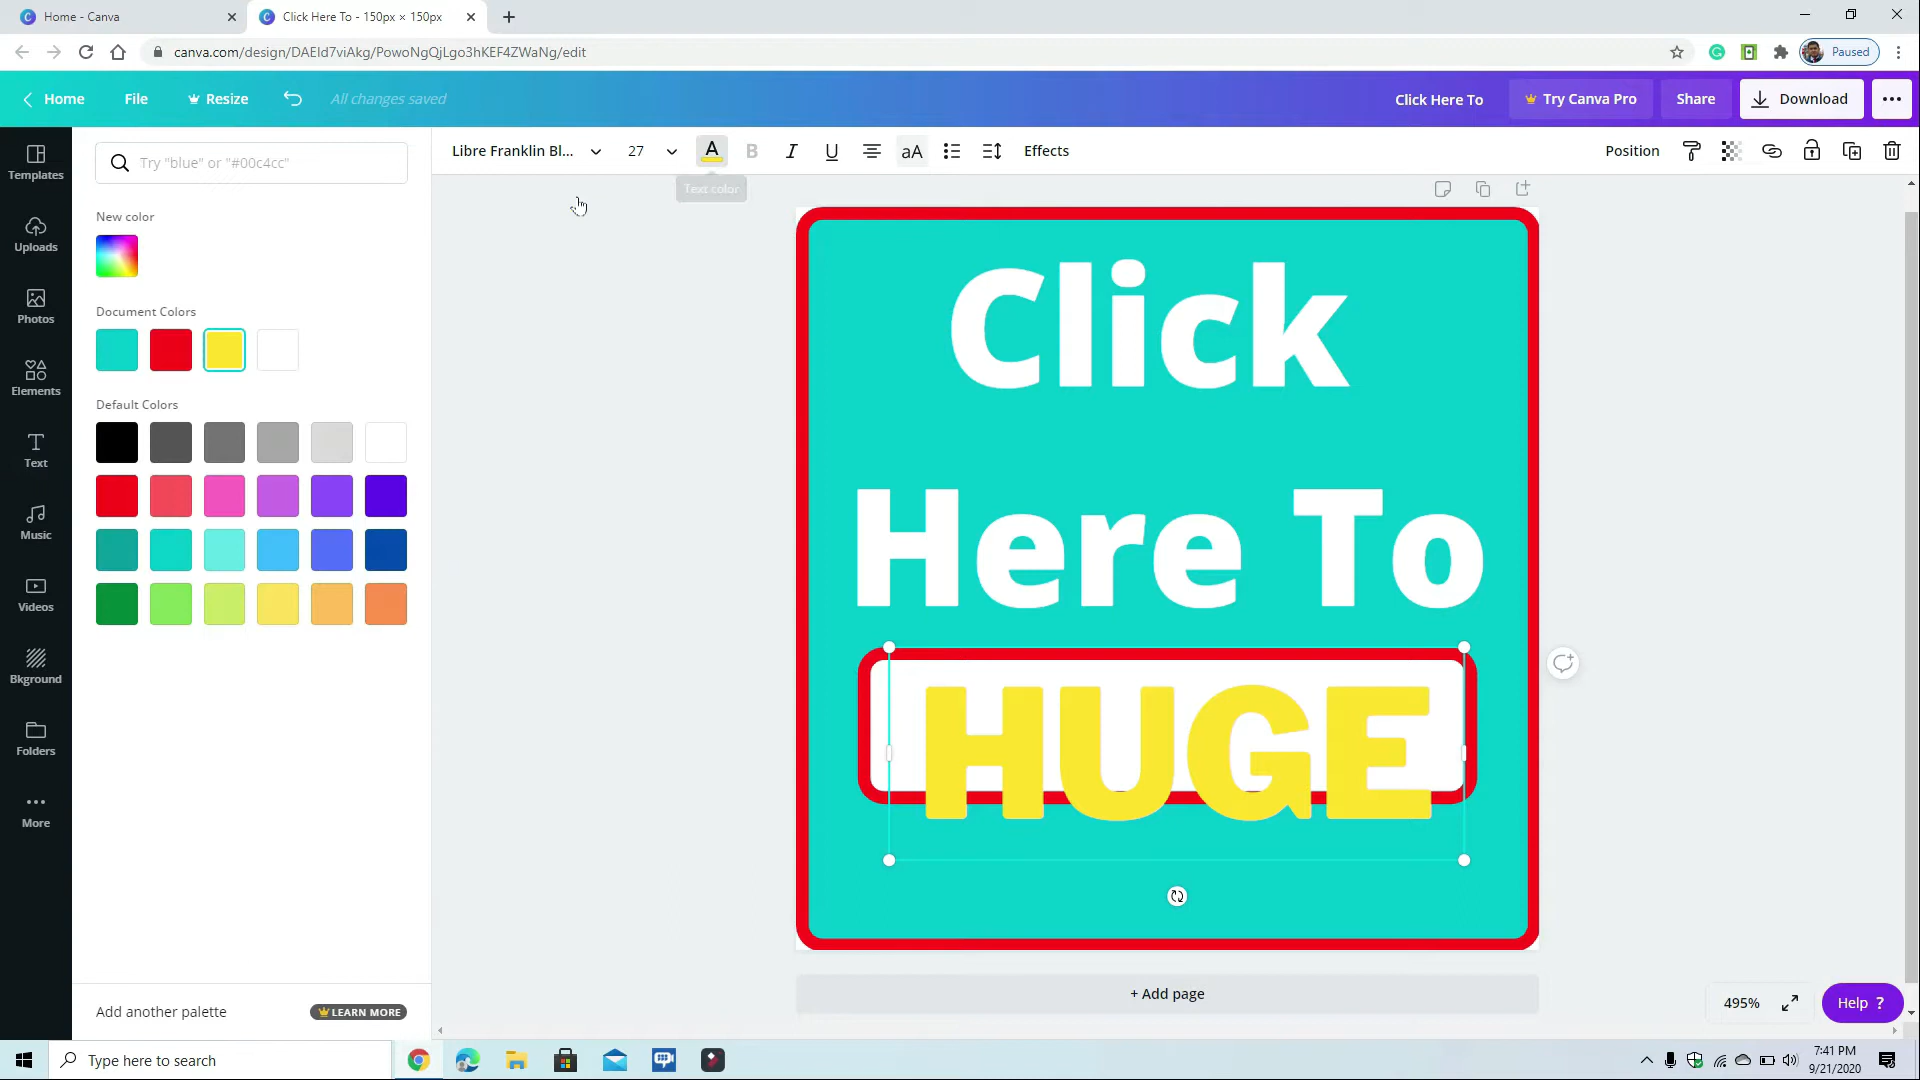 Home - Canva
Click Here To - 150px × 150px
canva.com/design/DAEId7viAkg/PowoNgQjLgo3hKEF4ZWaNg/edit
Paused
Home
File
Resize
All changes saved
Click Here To
Try Canva Pro
Share
Download
Templates
Uploads
Photos
Elements
Text
Music
Videos
Bkground
Folders
More
Try "blue" or "#00c4cc"
New color
Document Colors
Default Colors
Add another palette
LEARN MORE
Libre Franklin Bl...
27
A
B
I
U
aA
Effects
Position
Text color
Click
Here To
HUGE
+ Add page
495%
Help ?
Type here to search
7:41 PM
9/21/2020